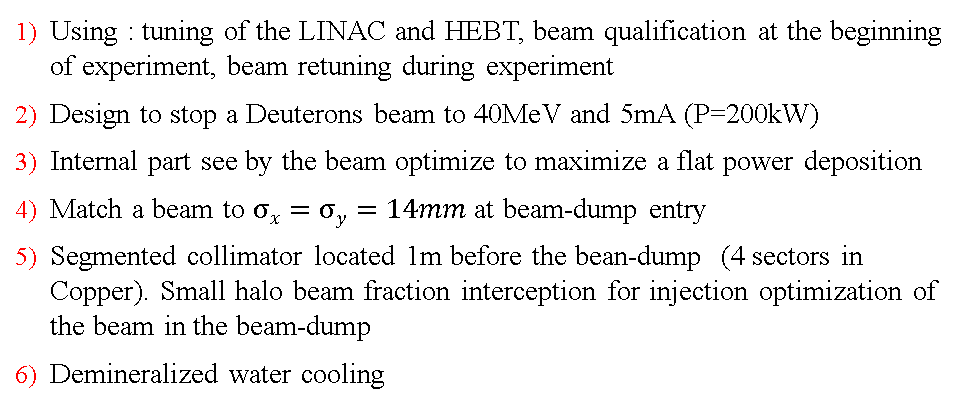 1) Using : tuning of the LINAC and HEBT, beam qualification at the beginning
of experiment, beam retuning during experiment
2) Design to stop a Deuterons beam to 40MeV and 5mA (P=200kW)
3) Internal part see by the beam optimize to maximize a flat power deposition
4) Match a beam to σₓ = σᵧ = 14mm at beam-dump entry
5) Segmented collimator located 1m before the bean-dump (4 sectors in
Copper). Small halo beam fraction interception for injection optimization of
the beam in the beam-dump
6) Demineralized water cooling